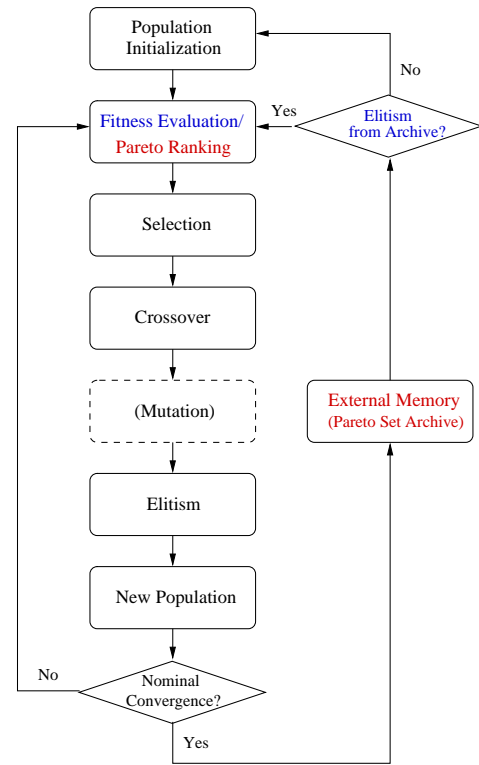 Population
Initialization
No
Yes
Fitness Evaluation/
Pareto Ranking
Elitism
from Archive?
Selection
Crossover
(Mutation)
External Memory
(Pareto Set Archive)
Elitism
New Population
No
Nominal
Convergence?
Yes